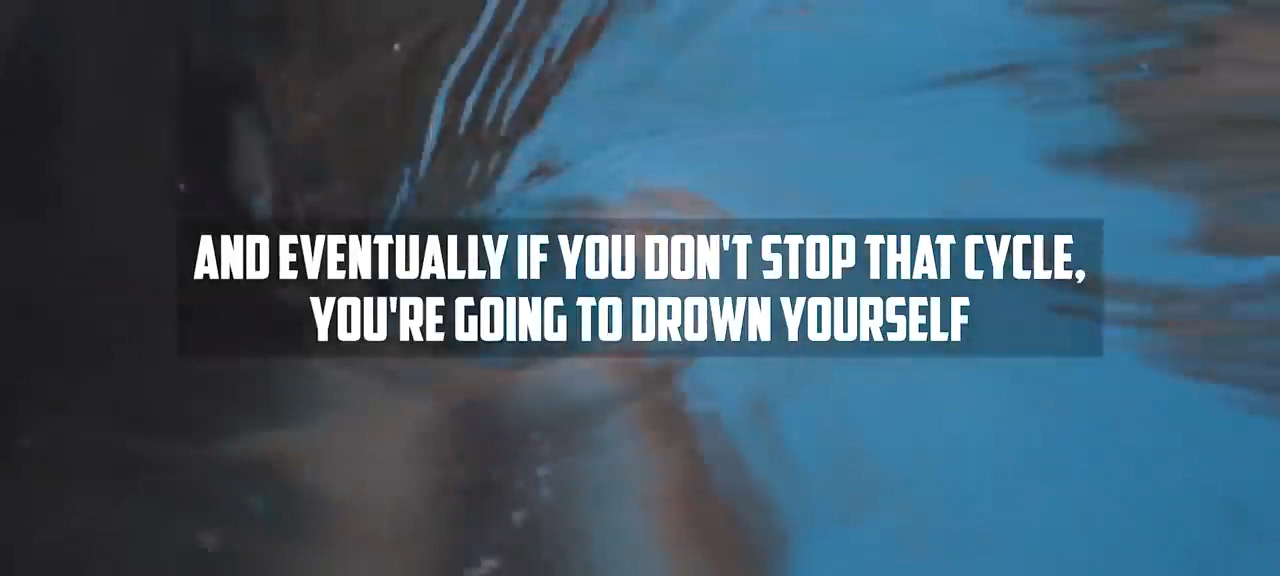 AND EVENTUALLY IF YOU DON'T STOP THAT CYCLE,
YOU'RE GOING TO DROWN YOURSELF